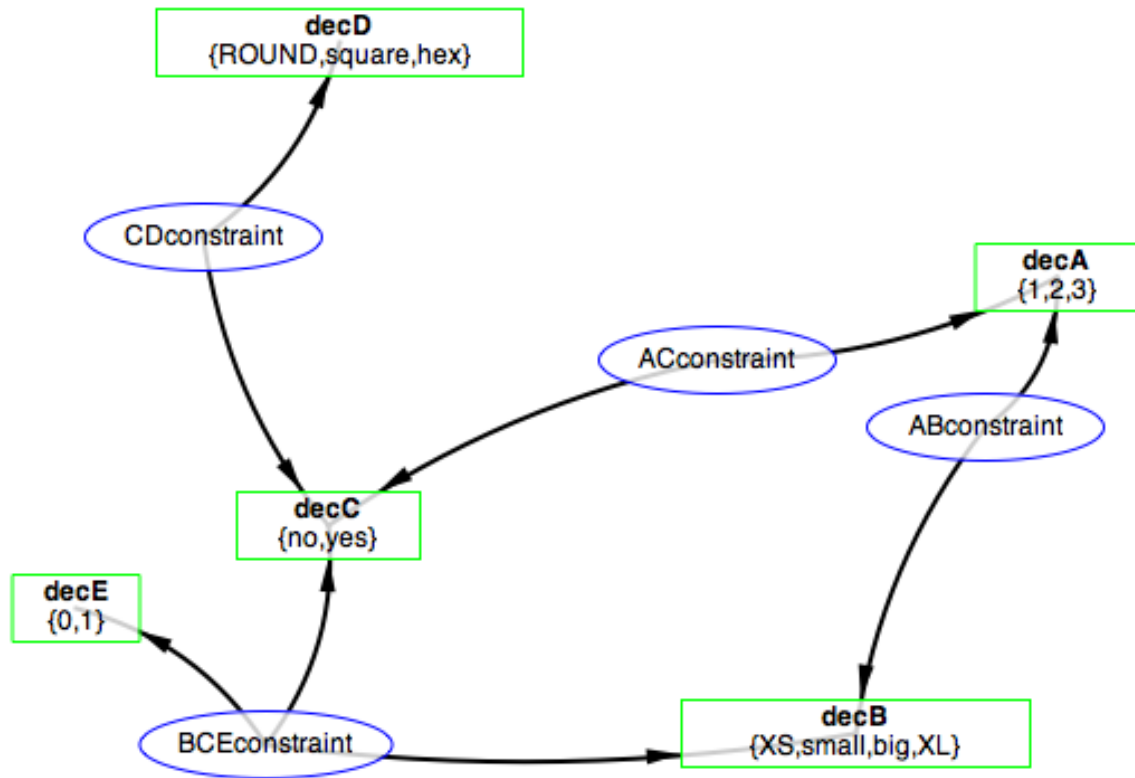 decD
{ROUND,square,hex}
CDconstraint
decA
{1,2,3}
ACconstraint
ABconstraint
decC
{no,yes}
decE
{0,1}
decB
{XS,small,big,XL}
BCEconstraint